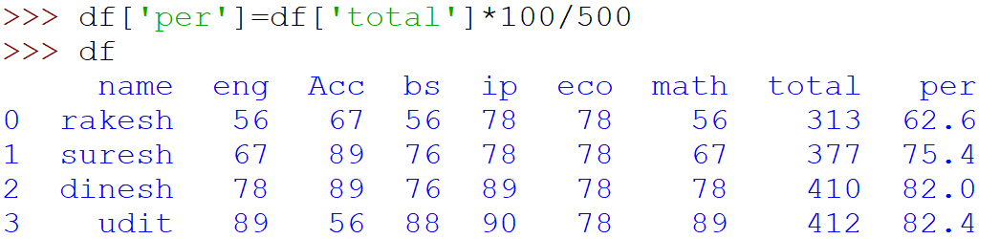 >>> df['per']=df['total']*100/500
>>> df
name eng Acc bs ip eco math total per
0 rakesh 56 67 56 78 78 56 313 62.6
1 suresh 67 89 76 78 78 67 377 75.4
2 dinesh 78 89 76 89 78 78 410 82.0
3 udit 89 56 88 90 78 89 412 82.4